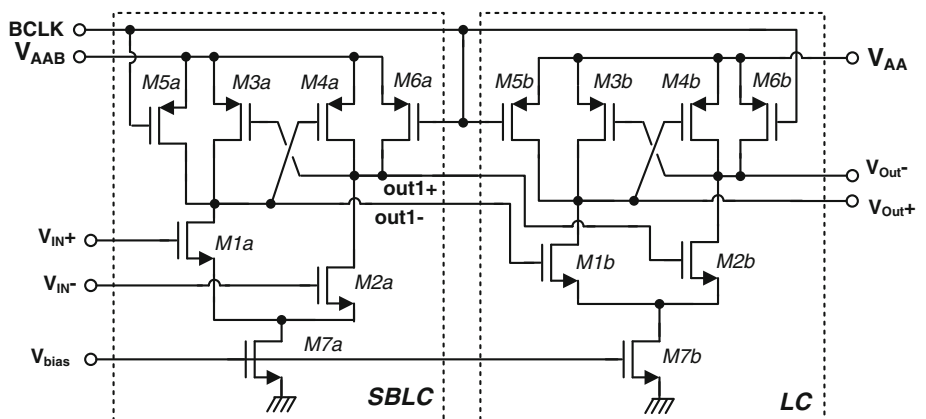 BCLK
VAAB
VAA
M5a
M3a
M4a
M6a
M5b
M3b
M4b
M6b
out1+
out1-
VOut-
VOut+
VIN+
M1a
M1b
M2b
VIN-
M2a
Vbias
M7a
M7b
SBLC
LC